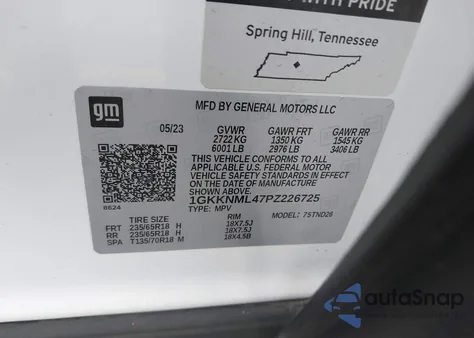 WITH PRIDE
Spring Hill, Tennessee
gm
MFD BY GENERAL MOTORS LLC
05/23 GVWR GAWR FRT GAWR RR
2722 KG 1350 KG 1545 KG
6001 LB 2976 LB 3406 LB
THIS VEHICLE CONFORMS TO ALL
APPLICABLE U.S. FEDERAL MOTOR
VEHICLE SAFETY STANDARDS IN
EFFECT ON THE DATE OF
MANUFACTURE SHOWN ABOVE.
1GKKNML47PZ226725
TYPE: MPV MODEL: 7STND26
6624
TIRE SIZE RIM
FRT 235/65R18 H 18X7.5J
RR 235/65R18 H 18X7.5J
SPA T135/70R18 M 18X4.5B
autoSnap